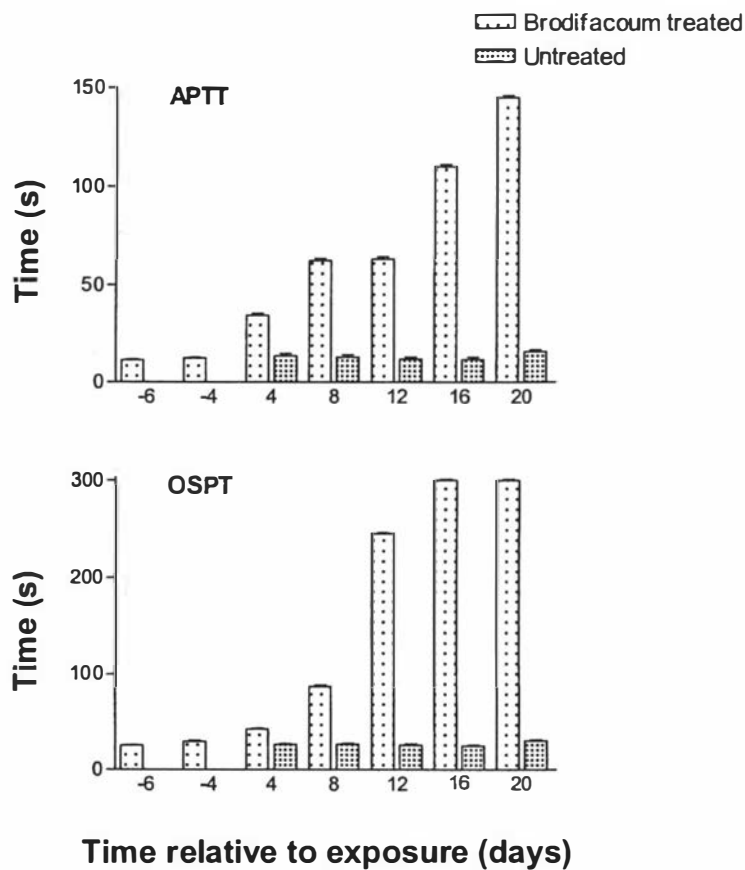 Brodifacoum treated
Untreated
APTT
Time (s)
150
100
50
0
-6 -4 4 8 12 16 20
OSPT
Time (s)
300
200
100
0
-6 -4 4 8 12 16 20
Time relative to exposure (days)